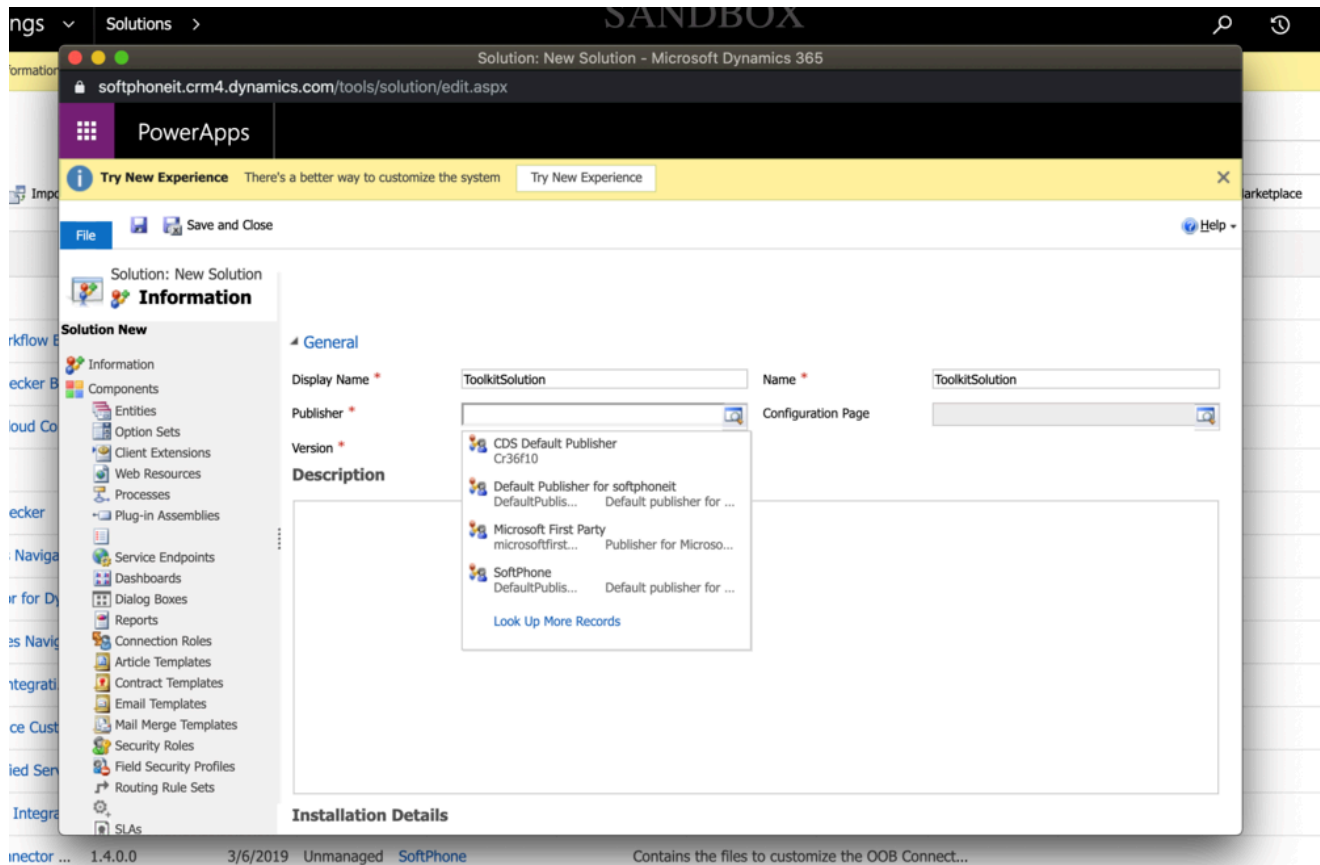 ngs Solutions > SANDBOX
Solution: New Solution - Microsoft Dynamics 365
softphoneit.crm4.dynamics.com/tools/solution/edit.aspx
PowerApps
Try New Experience There's a better way to customize the system Try New Experience
Impo
arketplace
File Save and Close Help
Solution: New Solution
Information
Solution New
Information
Components
Entities
Option Sets
Client Extensions
Web Resources
Processes
Plug-in Assemblies
Service Endpoints
Dashboards
Dialog Boxes
Reports
Connection Roles
Article Templates
Contract Templates
Email Templates
Mail Merge Templates
Security Roles
Field Security Profiles
Routing Rule Sets
SLAs
General
Display Name * ToolkitSolution Name * ToolkitSolution
Publisher * Configuration Page
Version *
Description
CDS Default Publisher
Cr36f10
Default Publisher for softphoneit
DefaultPublis... Default publisher for ...
Microsoft First Party
microsoftfirst... Publisher for Microso...
SoftPhone
DefaultPublis... Default publisher for ...
Look Up More Records
Installation Details
ormation
rkflow E
ecker B
oud Co
ecker
Naviga
r for Dy
es Navig
ntegrati
ce Cust
ied Serv
Integra
nnector ... 1.4.0.0 3/6/2019 Unmanaged SoftPhone Contains the files to customize the OOB Connect...